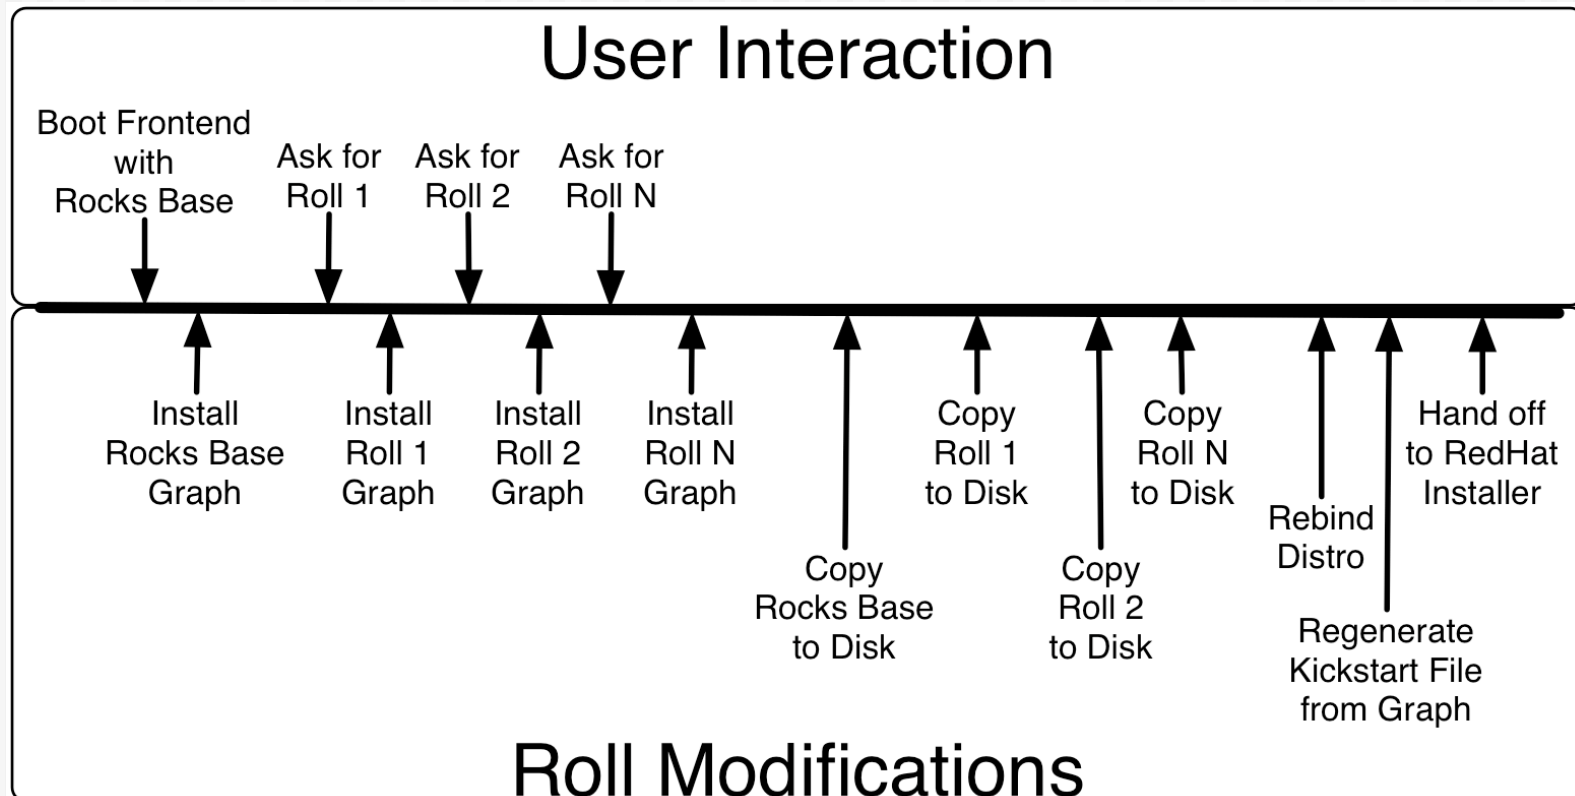 User Interaction
Boot Frontend
with
Rocks Base
Ask for
Roll 1
Ask for
Roll 2
Ask for
Roll N
Install
Rocks Base
Graph
Install
Roll 1
Graph
Install
Roll 2
Graph
Install
Roll N
Graph
Copy
Rocks Base
to Disk
Copy
Roll 1
to Disk
Copy
Roll 2
to Disk
Copy
Roll N
to Disk
Rebind
Distro
Regenerate
Kickstart File
from Graph
Hand off
to RedHat
Installer
Roll Modifications